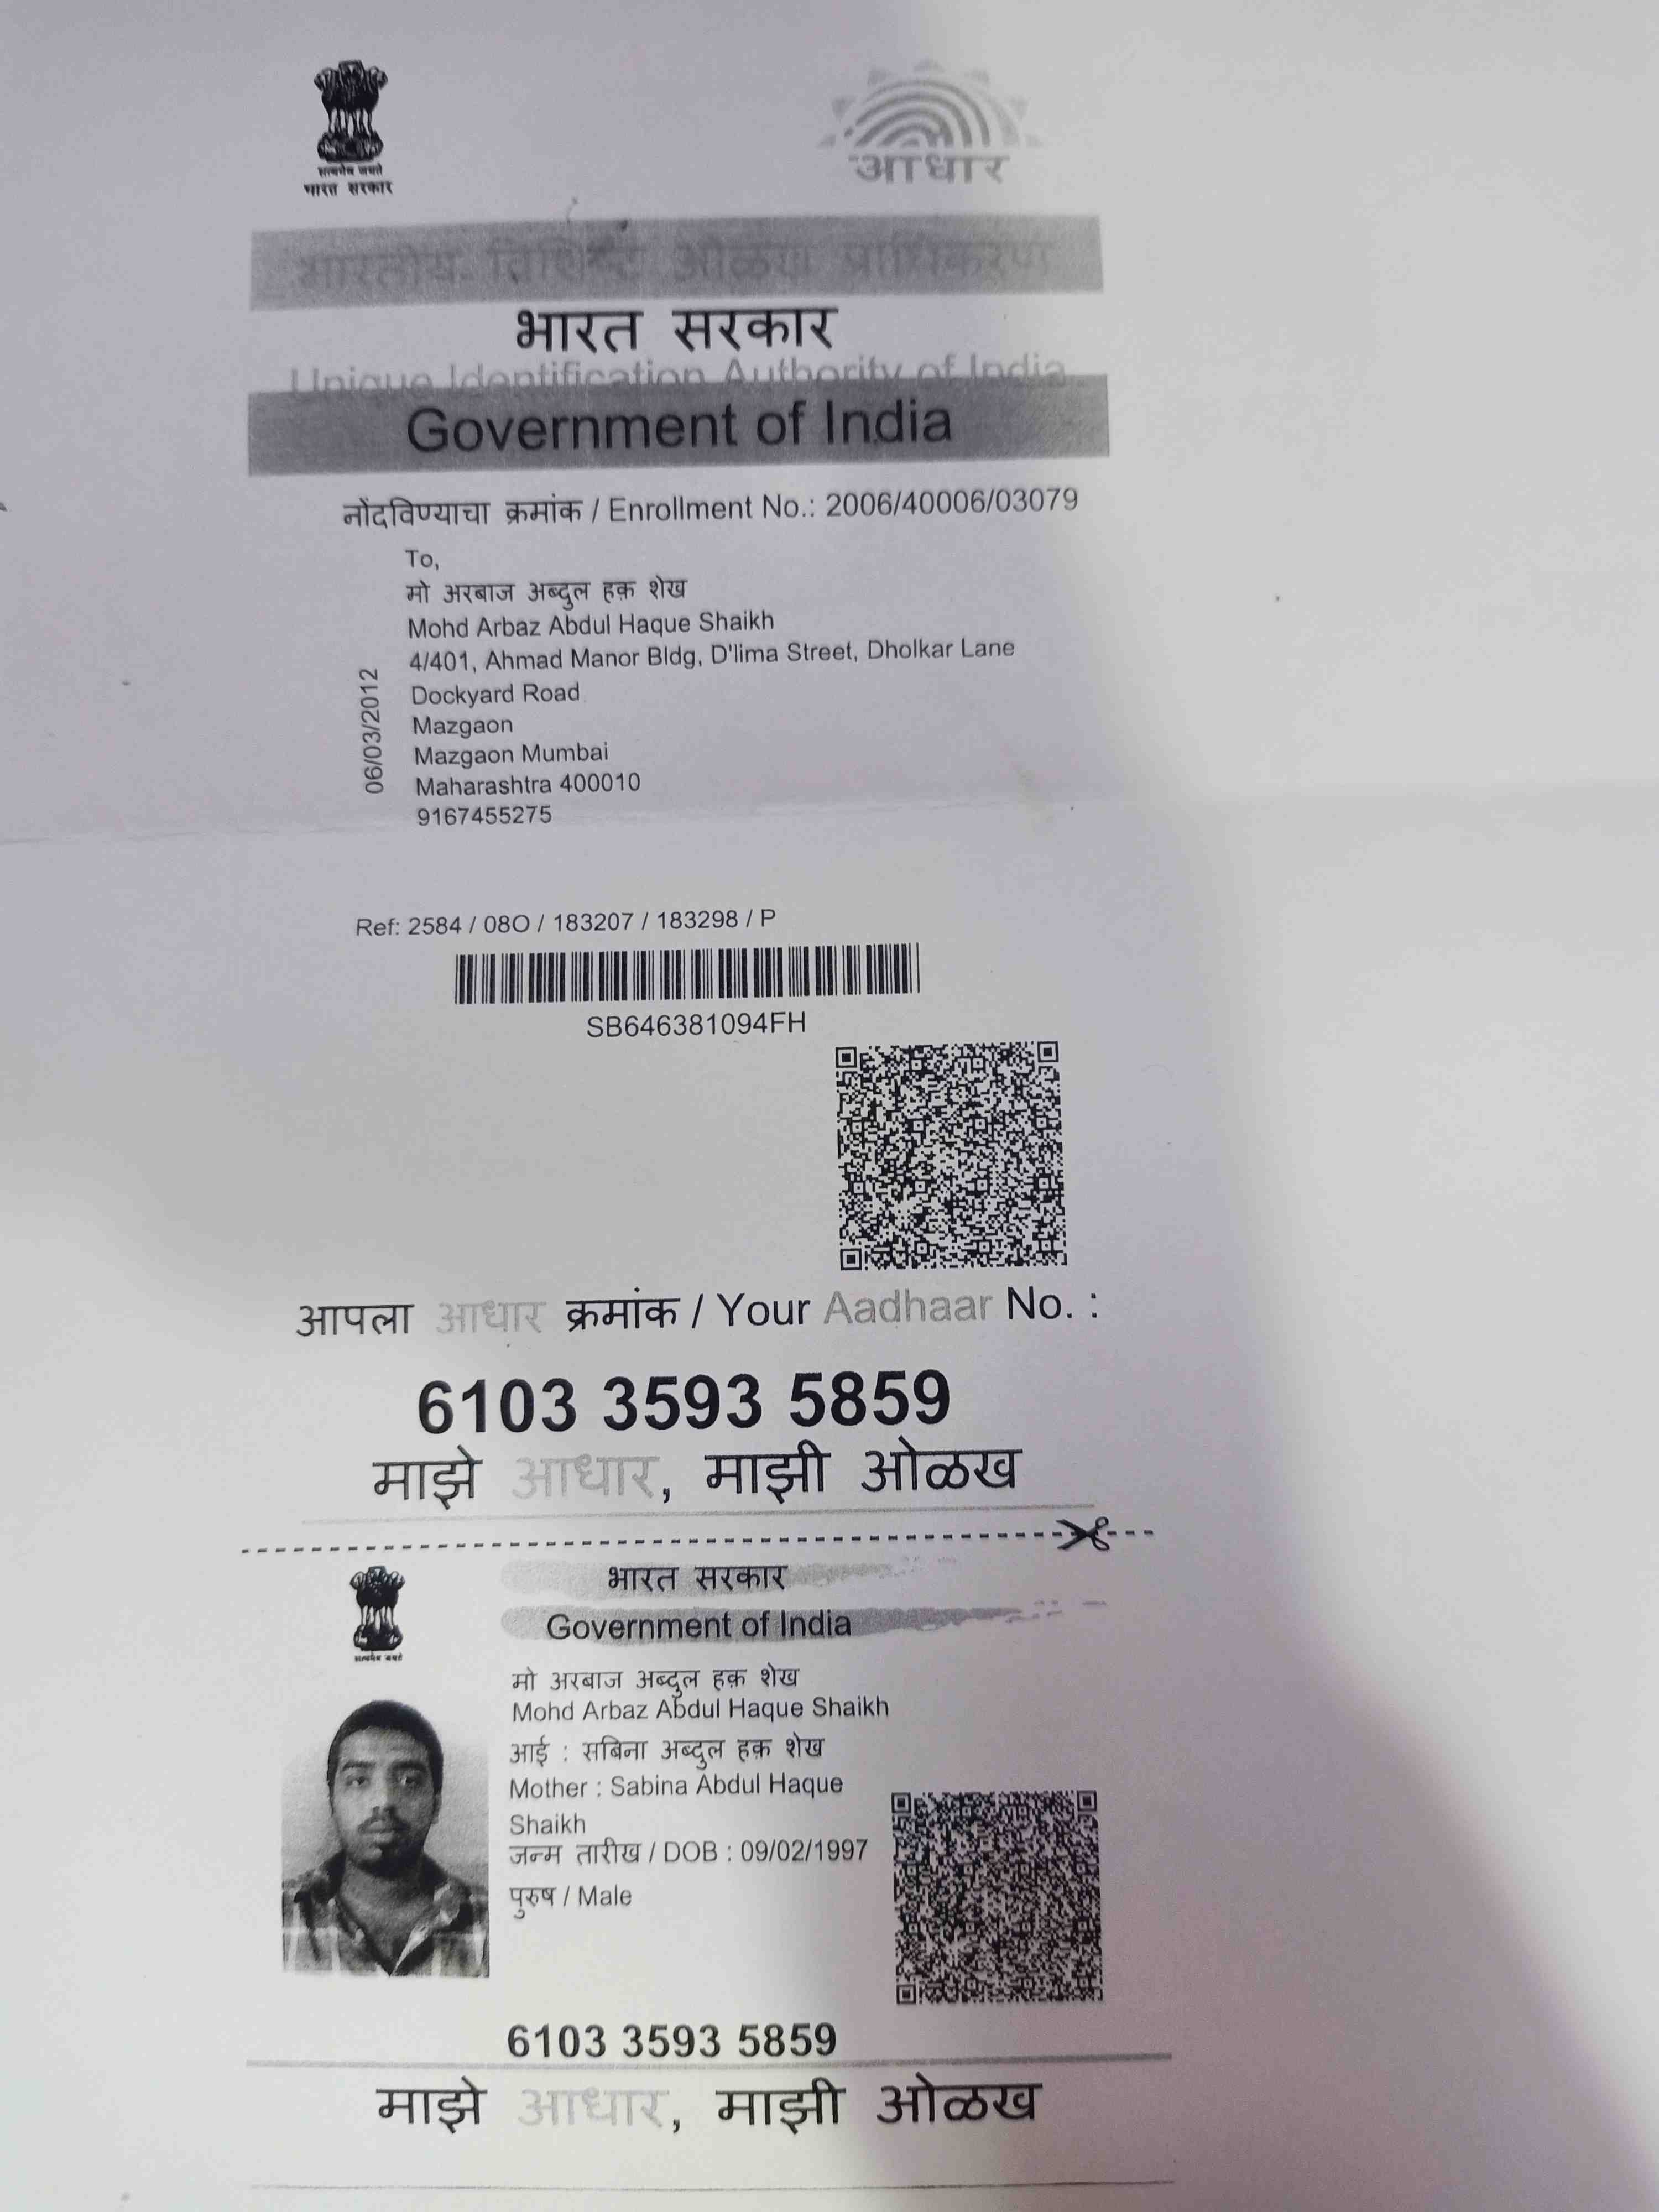 सत्यमेव जयते
भारत सरकार
आधार
भारतीय विशिष्ट ओळख प्राधिकरण
भारत सरकार
Unique Identification Authority of India
Government of India
नोंदविण्याचा क्रमांक / Enrollment No.: 2006/40006/03079
To,
मो अरबाज अब्दुल हक़ शेख
Mohd Arbaz Abdul Haque Shaikh
4/401, Ahmad Manor Bldg, D'lima Street, Dholkar Lane
Dockyard Road
Mazgaon
Mazgaon Mumbai
Maharashtra 400010
9167455275
06/03/2012
Ref: 2584 / 08O / 183207 / 183298 / P
SB646381094FH
आपला आधार क्रमांक / Your Aadhaar No. :
6103 3593 5859
माझे आधार, माझी ओळख
भारत सरकार
Government of India
सत्यमेव जयते
मो अरबाज अब्दुल हक़ शेख
Mohd Arbaz Abdul Haque Shaikh
आई : सबिना अब्दुल हक़ शेख
Mother : Sabina Abdul Haque
Shaikh
जन्म तारीख / DOB : 09/02/1997
पुरुष / Male
6103 3593 5859
माझे आधार, माझी ओळख